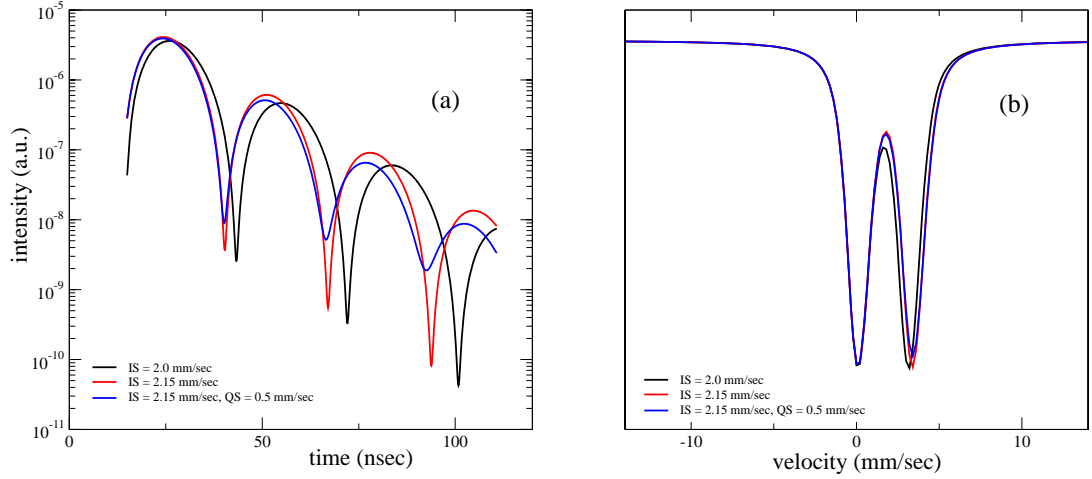 10^-5
10^-6
10^-7
10^-8
10^-9
10^-10
10^-11
intensity (a.u.)
(a)
IS = 2.0 mm/sec
IS = 2.15 mm/sec
IS = 2.15 mm/sec, QS = 0.5 mm/sec
0 50 100
time (nsec)
(b)
IS = 2.0 mm/sec
IS = 2.15 mm/sec
IS = 2.15 mm/sec, QS = 0.5 mm/sec
-10 0 10
velocity (mm/sec)